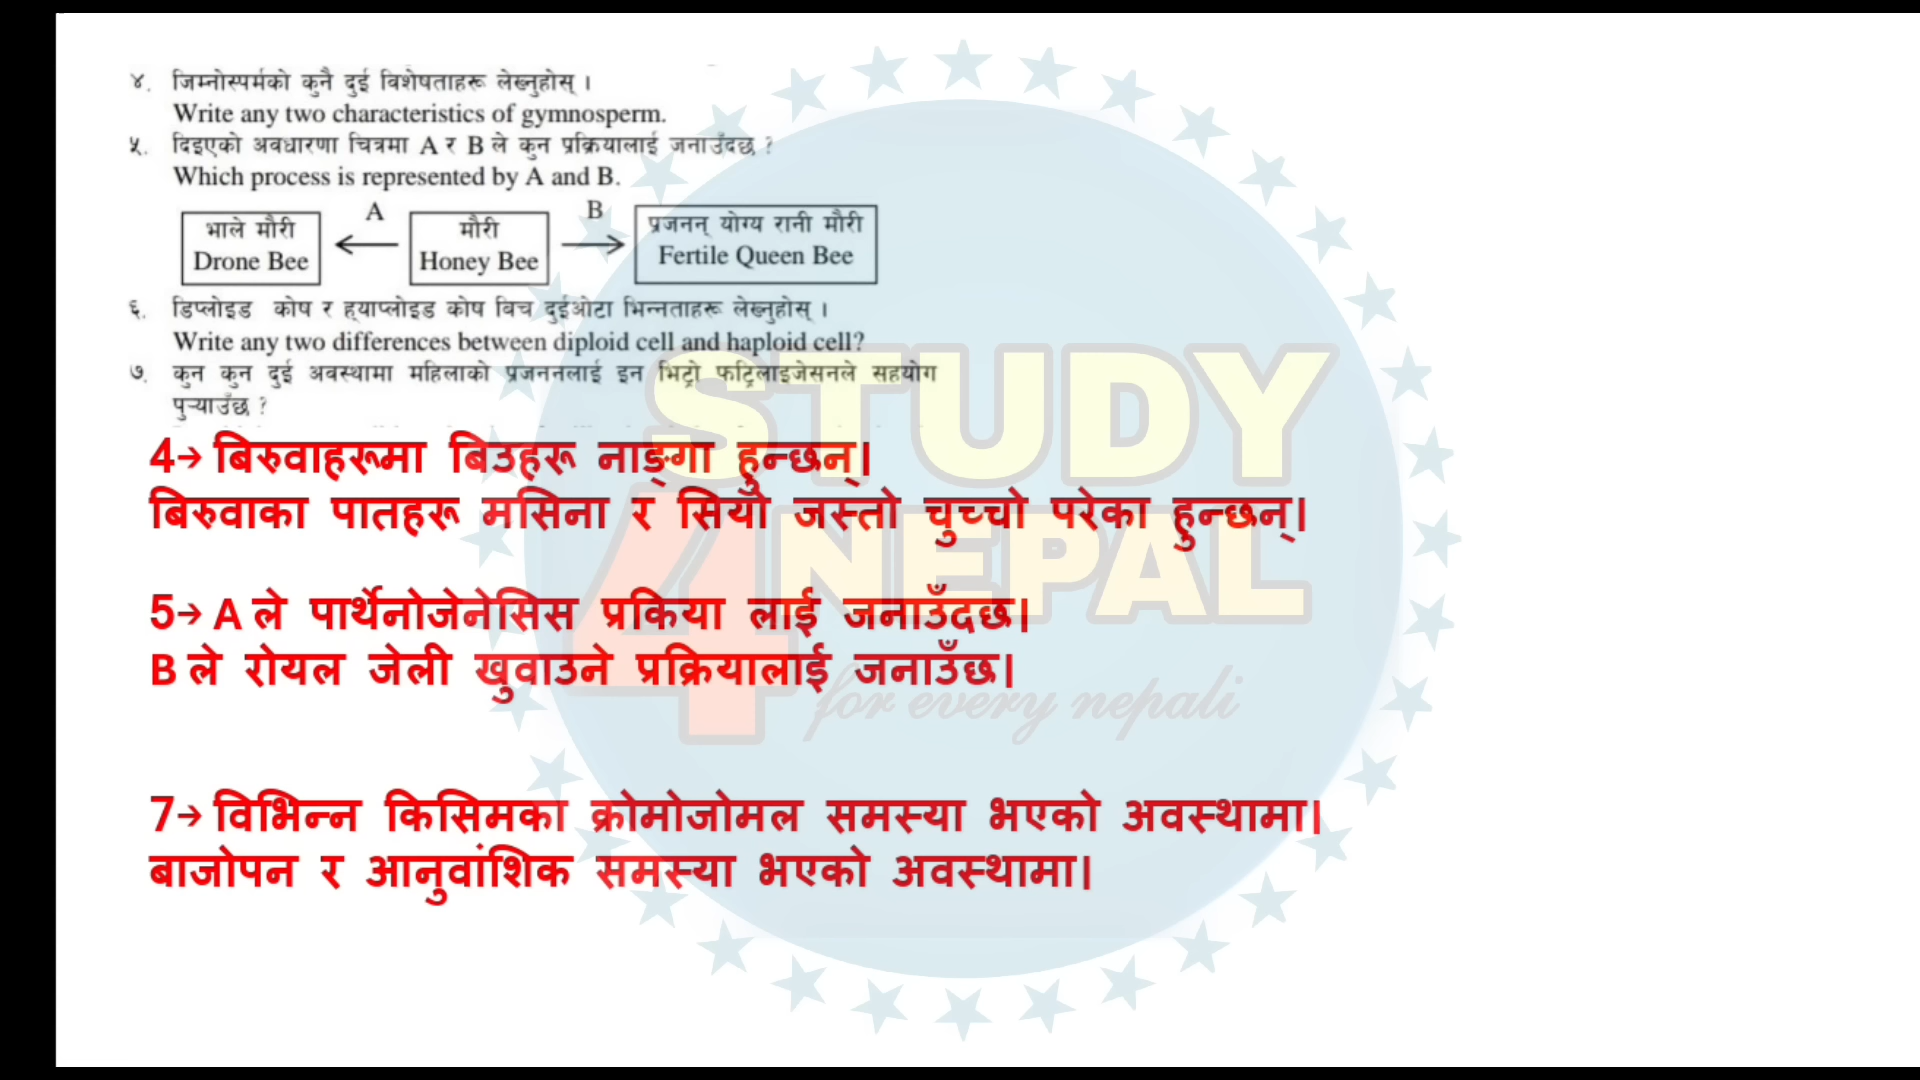 ४. जिम्नोस्पर्मको कुनै दुई विशेषताहरू लेख्नुहोस् ।
Write any two characteristics of gymnosperm.
५. दिइएको अवधारणा चित्रमा A र B ले कुन प्रक्रियालाई जनाउँदछ ?
Which process is represented by A and B.
A
B
भाले मौरी
Drone Bee
मौरी
Honey Bee
प्रजनन् योग्य रानी मौरी
Fertile Queen Bee
६. डिप्लोइड कोष र ह्याप्लोइड कोष बिच दुईओटा भिन्नताहरू लेख्नुहोस् ।
Write any two differences between diploid cell and haploid cell?
७. कुन कुन दुई अवस्थामा महिलाको प्रजननलाई इन भिट्रो फट्रिलाइजेसनले सहयोग
पुऱ्याउँछ ?
4→ बिरुवाहरूमा बिउहरू नाङ्गा हुन्छन्।
बिरुवाका पातहरू मसिना र सियो जस्तो चुच्चो परेका हुन्छन्।
5→ A ले पार्थेनोजेनेसिस प्रकिया लाई जनाउँदछ।
B ले रोयल जेली खुवाउने प्रक्रियालाई जनाउँछ।
7→ विभिन्न किसिमका क्रोमोजोमल समस्या भएको अवस्थामा।
बाजोपन र आनुवांशिक समस्या भएको अवस्थामा।
STUDY
4 NEPAL
for every nepali